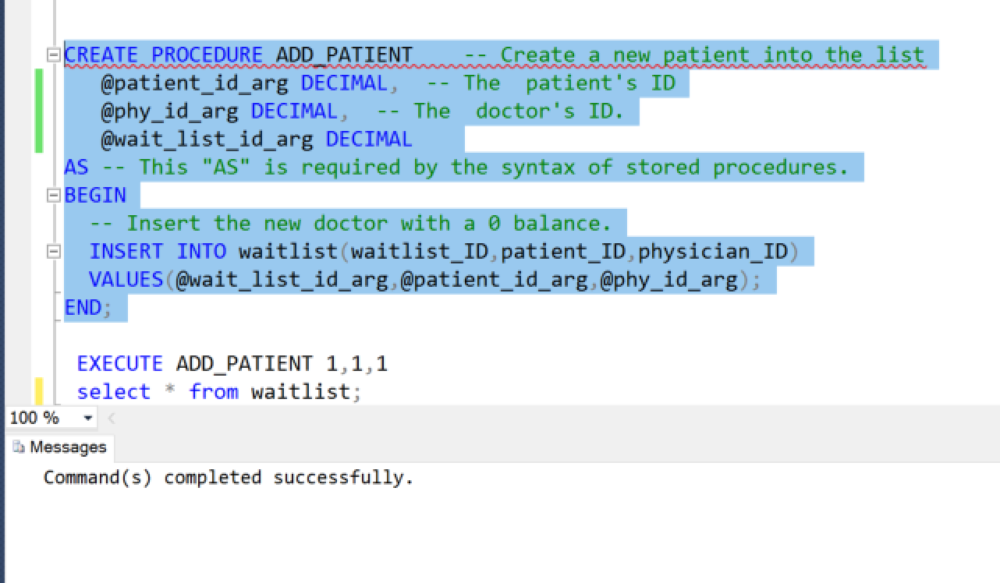 CREATE PROCEDURE ADD_PATIENT    -- Create a new patient into the list
@patient_id_arg DECIMAL,  -- The  patient's ID
@phy_id_arg DECIMAL,  -- The  doctor's ID.
@wait_list_id_arg DECIMAL
AS -- This "AS" is required by the syntax of stored procedures.
BEGIN
-- Insert the new doctor with a 0 balance.
INSERT INTO waitlist(waitlist_ID,patient_ID,physician_ID)
VALUES(@wait_list_id_arg,@patient_id_arg,@phy_id_arg);
END;
EXECUTE ADD_PATIENT 1,1,1
select * from waitlist;
100 %
Messages
Command(s) completed successfully.